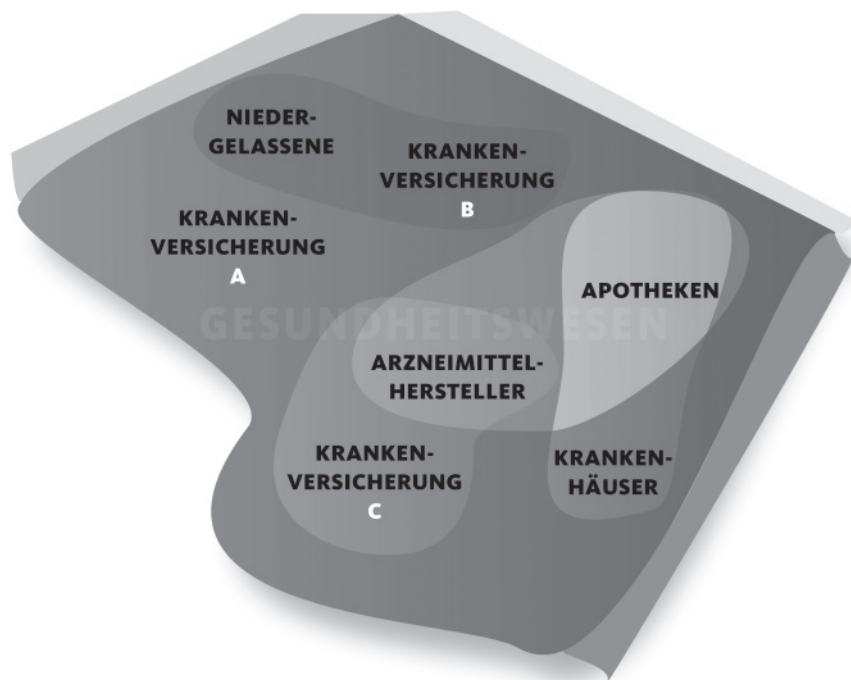 NIEDER-
GELASSENE
KRANKEN-
VERSICHERUNG
B
KRANKEN-
VERSICHERUNG
A
APOTHEKEN
GESUNDHEITSWESEN
ARZNEIMITTEL-
HERSTELLER
KRANKEN-
VERSICHERUNG
C
KRANKEN-
HÄUSER